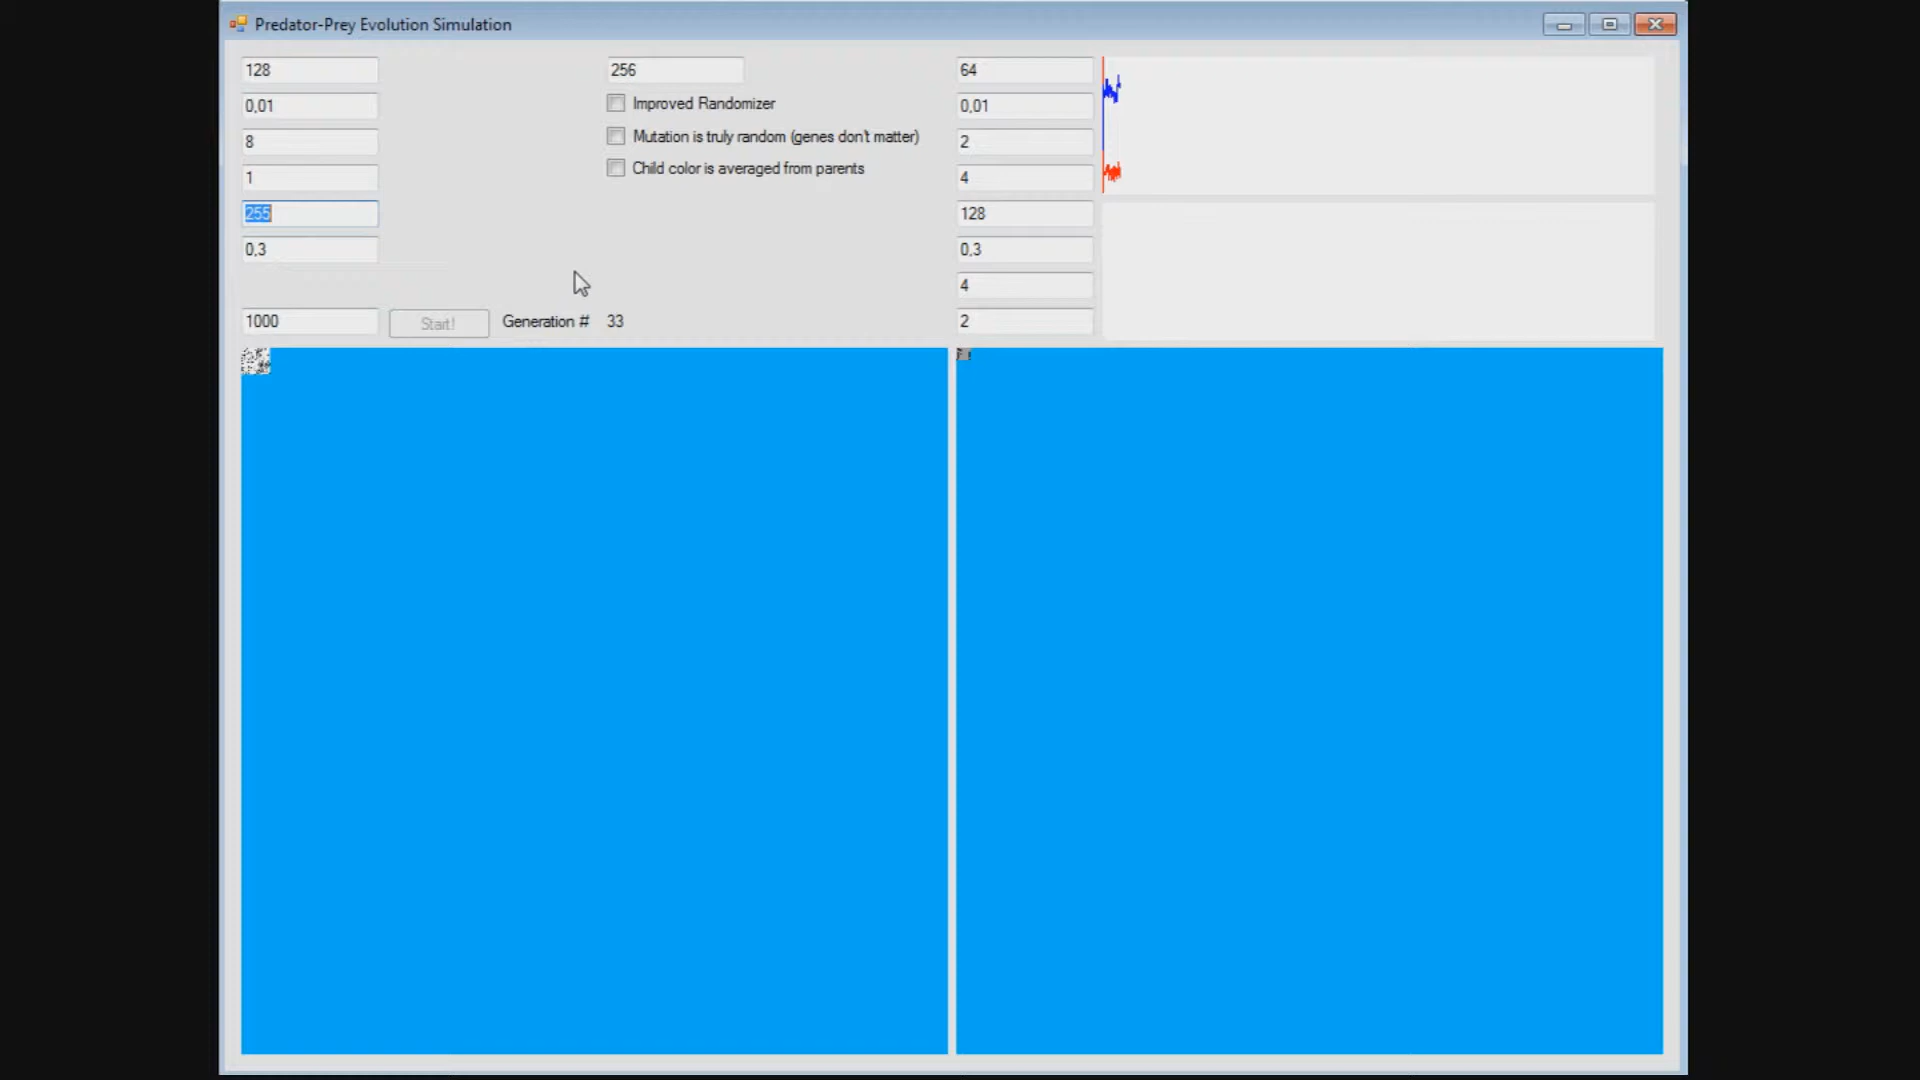 Predator-Prey Evolution Simulation
128
256
64
0,01
Improved Randomizer
0,01
8
Mutation is truly random (genes don't matter)
2
1
Child color is averaged from parents
4
255
128
0,3
0,3
4
1000
Start!
Generation #
33
2